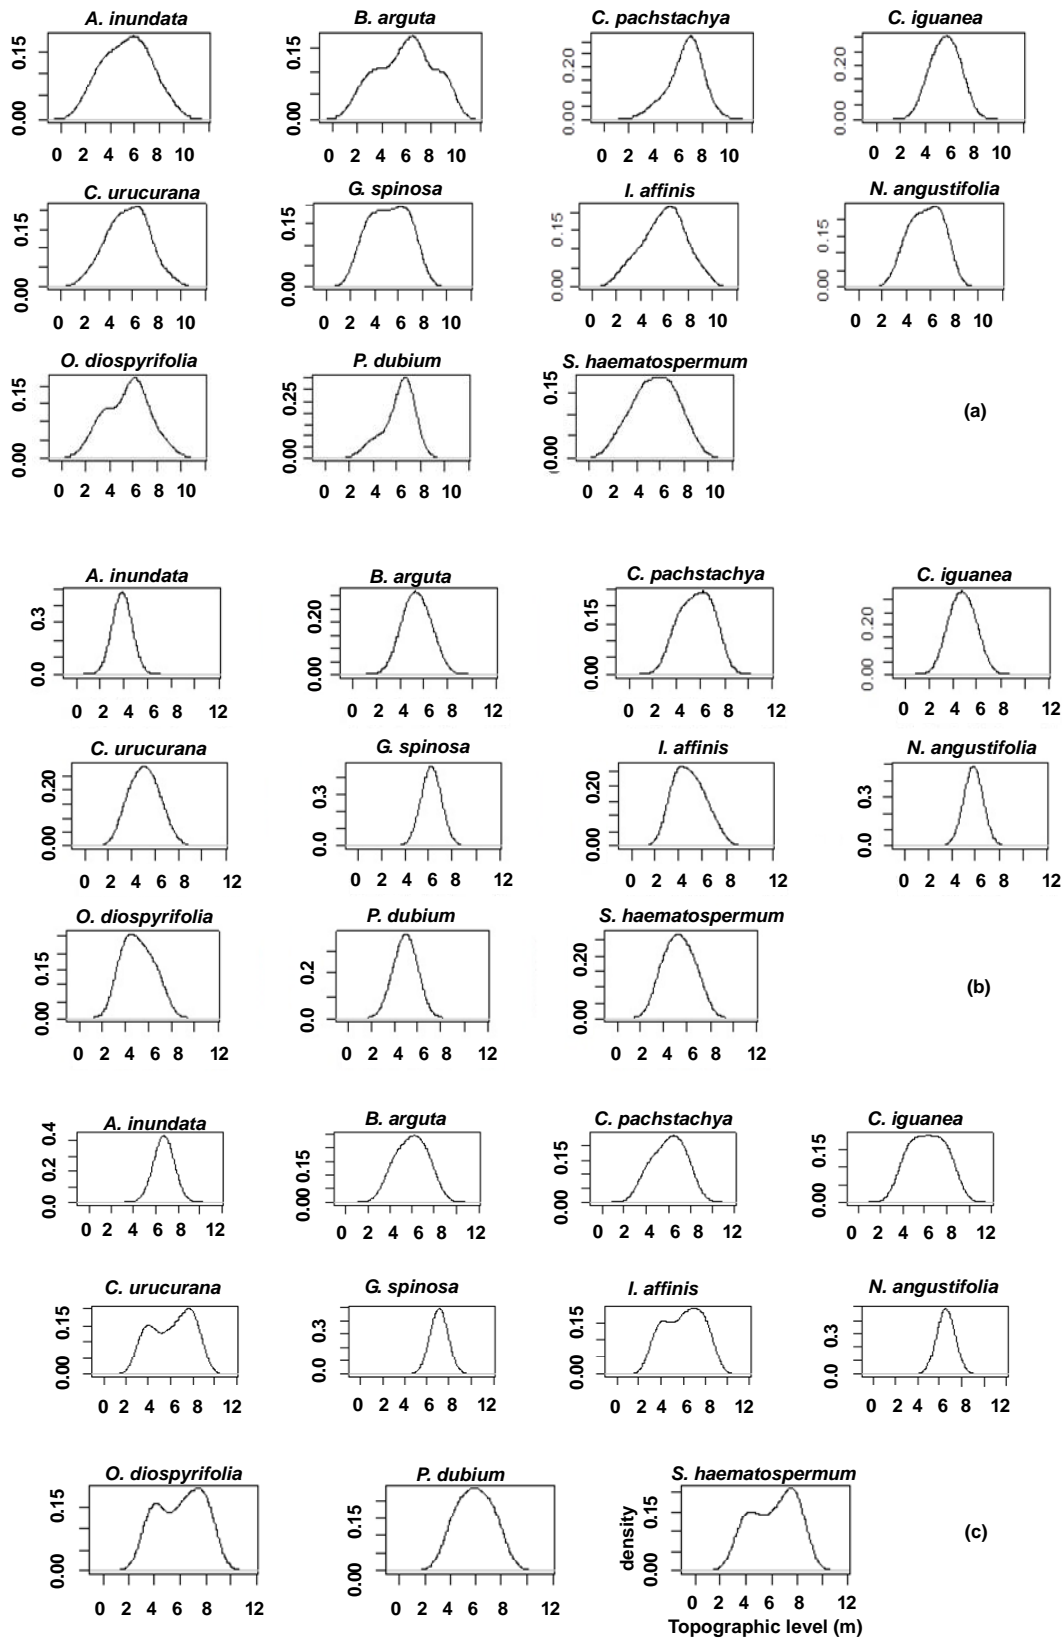 A. inundata B. arguta C. pachstachya C. iguanea
0.15 0.00 0.15 0.00 0.20 0.00 0.20 0.00
0 2 4 6 8 10 0 2 4 6 8 10 0 2 4 6 8 10 0 2 4 6 8 10
C. urucurana G. spinosa I. affinis N. angustifolia
0.15 0.00 0.15 0.00 0.15 0.00 0.15 0.00
0 2 4 6 8 10 0 2 4 6 8 10 0 2 4 6 8 10 0 2 4 6 8 10
O. diospyrifolia P. dubium S. haematospermum
0.15 0.00 0.25 0.00 0.15 (0.00
(a)
0 2 4 6 8 10 0 2 4 6 8 10 0 2 4 6 8 10
A. inundata B. arguta C. pachstachya C. iguanea
0.3 0.0 0.20 0.00 0.15 0.00 0.20 0.00
0 2 4 6 8 12 0 2 4 6 8 12 0 2 4 6 8 12 0 2 4 6 8 12
C. urucurana G. spinosa I. affinis N. angustifolia
0.20 0.00 0.3 0.0 0.20 0.00 0.3 0.0
0 2 4 6 8 12 0 2 4 6 8 12 0 2 4 6 8 12 0 2 4 6 8 12
O. diospyrifolia P. dubium S. haematospermum
0.15 0.00 0.2 0.0 0.20 0.00
(b)
0 2 4 6 8 12 0 2 4 6 8 12 0 2 4 6 8 12
A. inundata B. arguta C. pachstachya C. iguanea
0.4 0.2 0.0 0.15 0.00 0.15 0.00 0.15 0.00
0 2 4 6 8 12 0 2 4 6 8 12 0 2 4 6 8 12 0 2 4 6 8 12
C. urucurana G. spinosa I. affinis N. angustifolia
0.15 0.00 0.3 0.0 0.15 0.00 0.3 0.0
0 2 4 6 8 12 0 2 4 6 8 12 0 2 4 6 8 12 0 2 4 6 8 12
O. diospyrifolia P. dubium S. haematospermum
0.15 0.00 0.15 0.00 density 0.15 0.00
(c)
0 2 4 6 8 12 0 2 4 6 8 12 0 2 4 6 8 10 12
Topographic level (m)